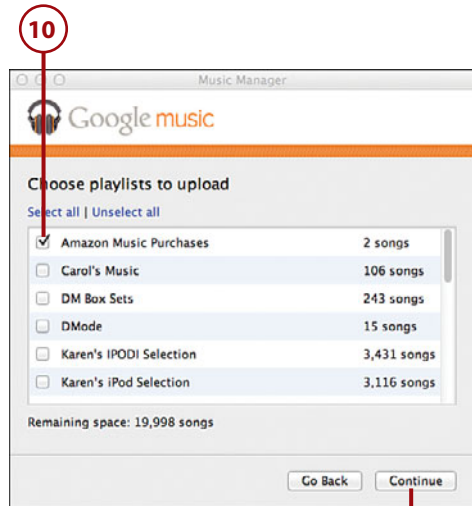 10
Music Manager
Google music
Choose playlists to upload
Select all | Unselect all
Amazon Music Purchases 2 songs
Carol's Music 106 songs
DM Box Sets 243 songs
DMode 15 songs
Karen's IPODI Selection 3,431 songs
Karen's iPod Selection 3,116 songs
Remaining space: 19,998 songs
Go Back Continue